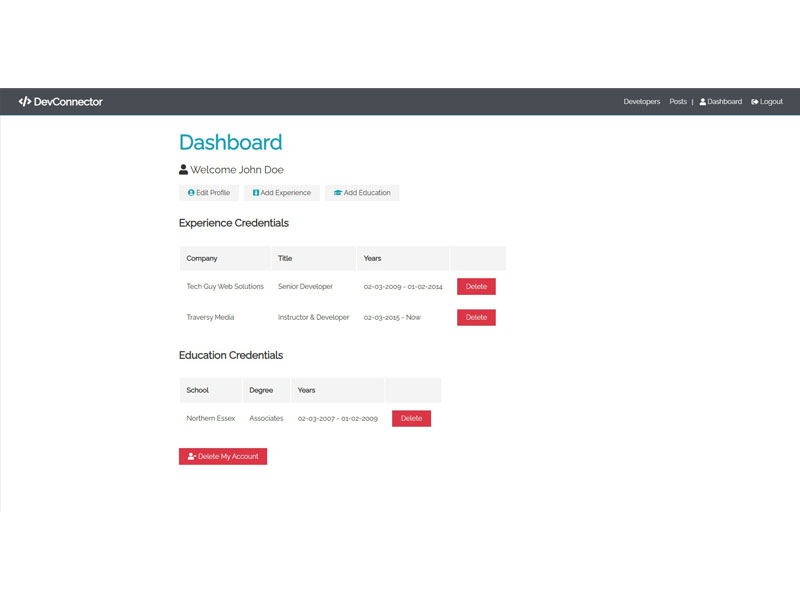 </> DevConnector
Developers Posts | Dashboard Logout
Dashboard
Welcome John Doe
Edit Profile Add Experience Add Education
Experience Credentials
Company Title Years
Tech Guy Web Solutions Senior Developer 02-03-2009 - 01-02-2014 Delete
Traversy Media Instructor & Developer 02-03-2015 - Now Delete
Education Credentials
School Degree Years
Northern Essex Associates 02-03-2007 - 01-02-2009 Delete
Delete My Account